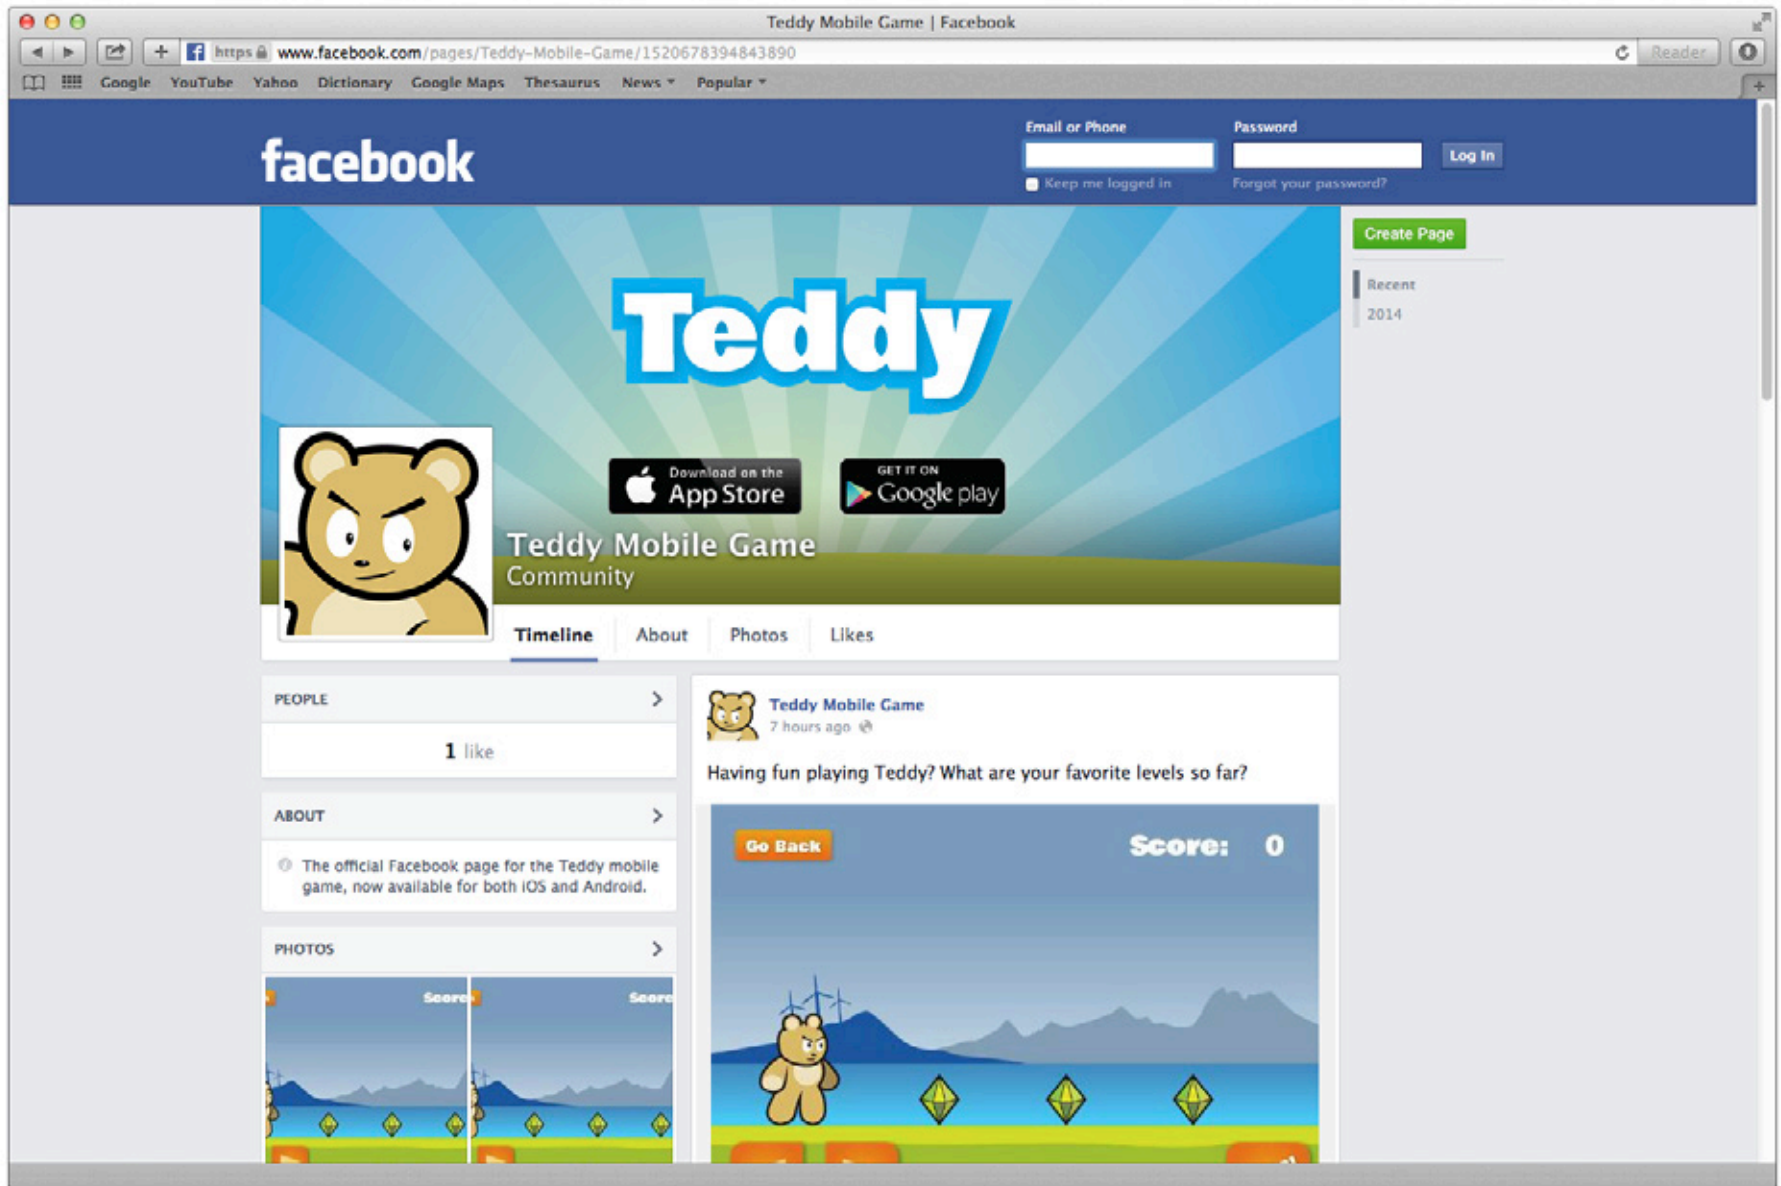 Teddy Mobile Game | Facebook
https www.facebook.com/pages/Teddy-Mobile-Game/1520678394843890
Reader
Google YouTube Yahoo Dictionary Google Maps Thesaurus News Popular
facebook
Email or Phone
Password
Log In
Keep me logged in
Forgot your password?
Create Page
Recent
2014
Teddy
Download on the
App Store
GET IT ON
Google play
Teddy Mobile Game
Community
Timeline About Photos Likes
PEOPLE
1 like
ABOUT
The official Facebook page for the Teddy mobile
game, now available for both iOS and Android.
PHOTOS
Score
Score
Teddy Mobile Game
7 hours ago
Having fun playing Teddy? What are your favorite levels so far?
Go Back
Score: 0